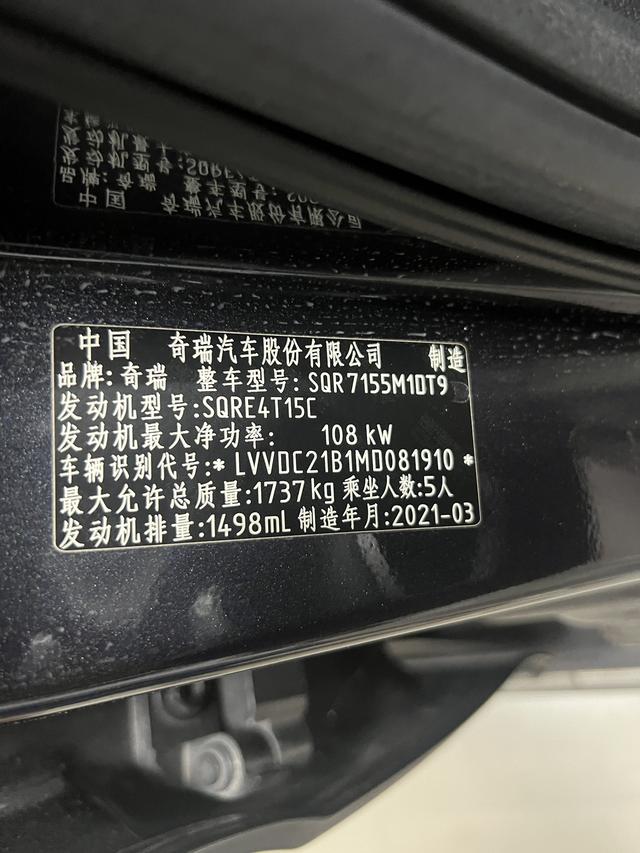 中国 奇瑞汽车股份有限公司 制造
品牌:奇瑞 整车型号:SQR7155M1DT9
发动机型号:SQRE4T15C
发动机最大净功率: 108 kW
车辆识别代号:*LVVDC21B1MD081910*
最大允许总质量:1737kg 乘坐人数:5人
发动机排量:1498mL 制造年月:2021-03